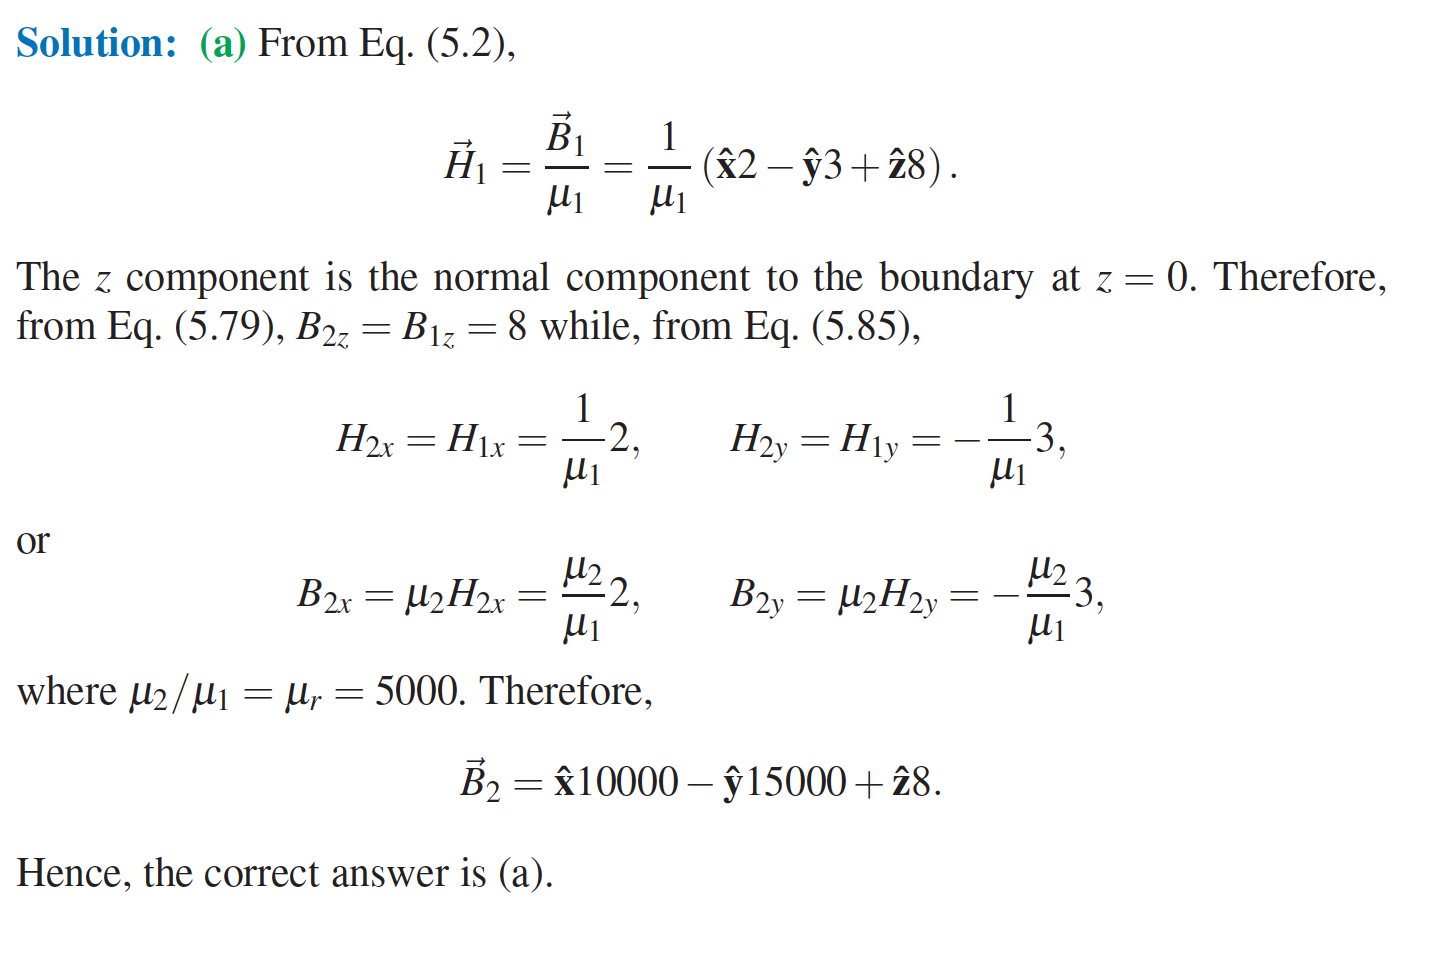 Solution: (a) From Eq. (5.2),
$\vec{H}_1 = \frac{\vec{B}_1}{\mu_1} = \frac{1}{\mu_1} (\hat{\mathbf{x}}2 - \hat{\mathbf{y}}3 + \hat{\mathbf{z}}8).$
The z component is the normal component to the boundary at z = 0. Therefore,
from Eq. (5.79), $B_{2z} = B_{1z} = 8$ while, from Eq. (5.85),
$H_{2x} = H_{1x} = \frac{1}{\mu_1}2, \quad H_{2y} = H_{1y} = -\frac{1}{\mu_1}3,$
or
$B_{2x} = \mu_2 H_{2x} = \frac{\mu_2}{\mu_1}2, \quad B_{2y} = \mu_2 H_{2y} = -\frac{\mu_2}{\mu_1}3,$
where $\mu_2/\mu_1 = \mu_r = 5000$. Therefore,
$\vec{B}_2 = \hat{\mathbf{x}}10000 - \hat{\mathbf{y}}15000 + \hat{\mathbf{z}}8.$
Hence, the correct answer is (a).